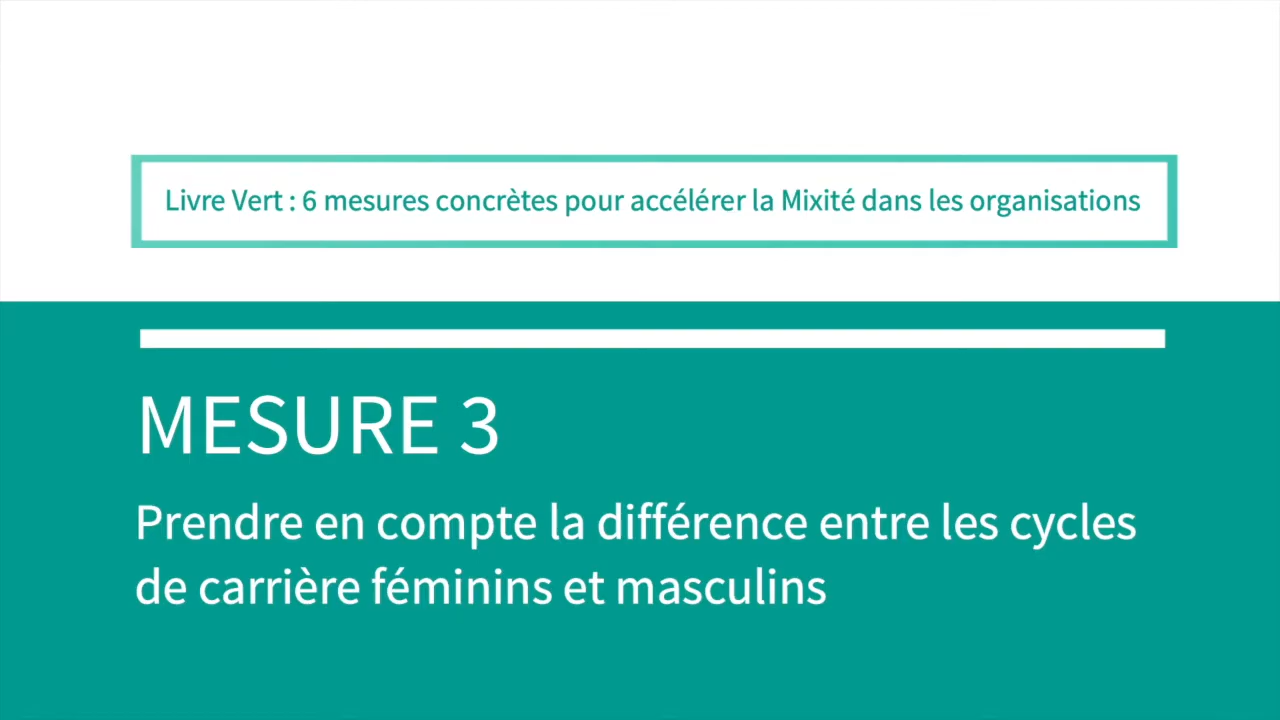 Livre Vert : 6 mesures concrètes pour accélérer la Mixité dans les organisations
MESURE 3
Prendre en compte la différence entre les cycles
de carrière féminins et masculins